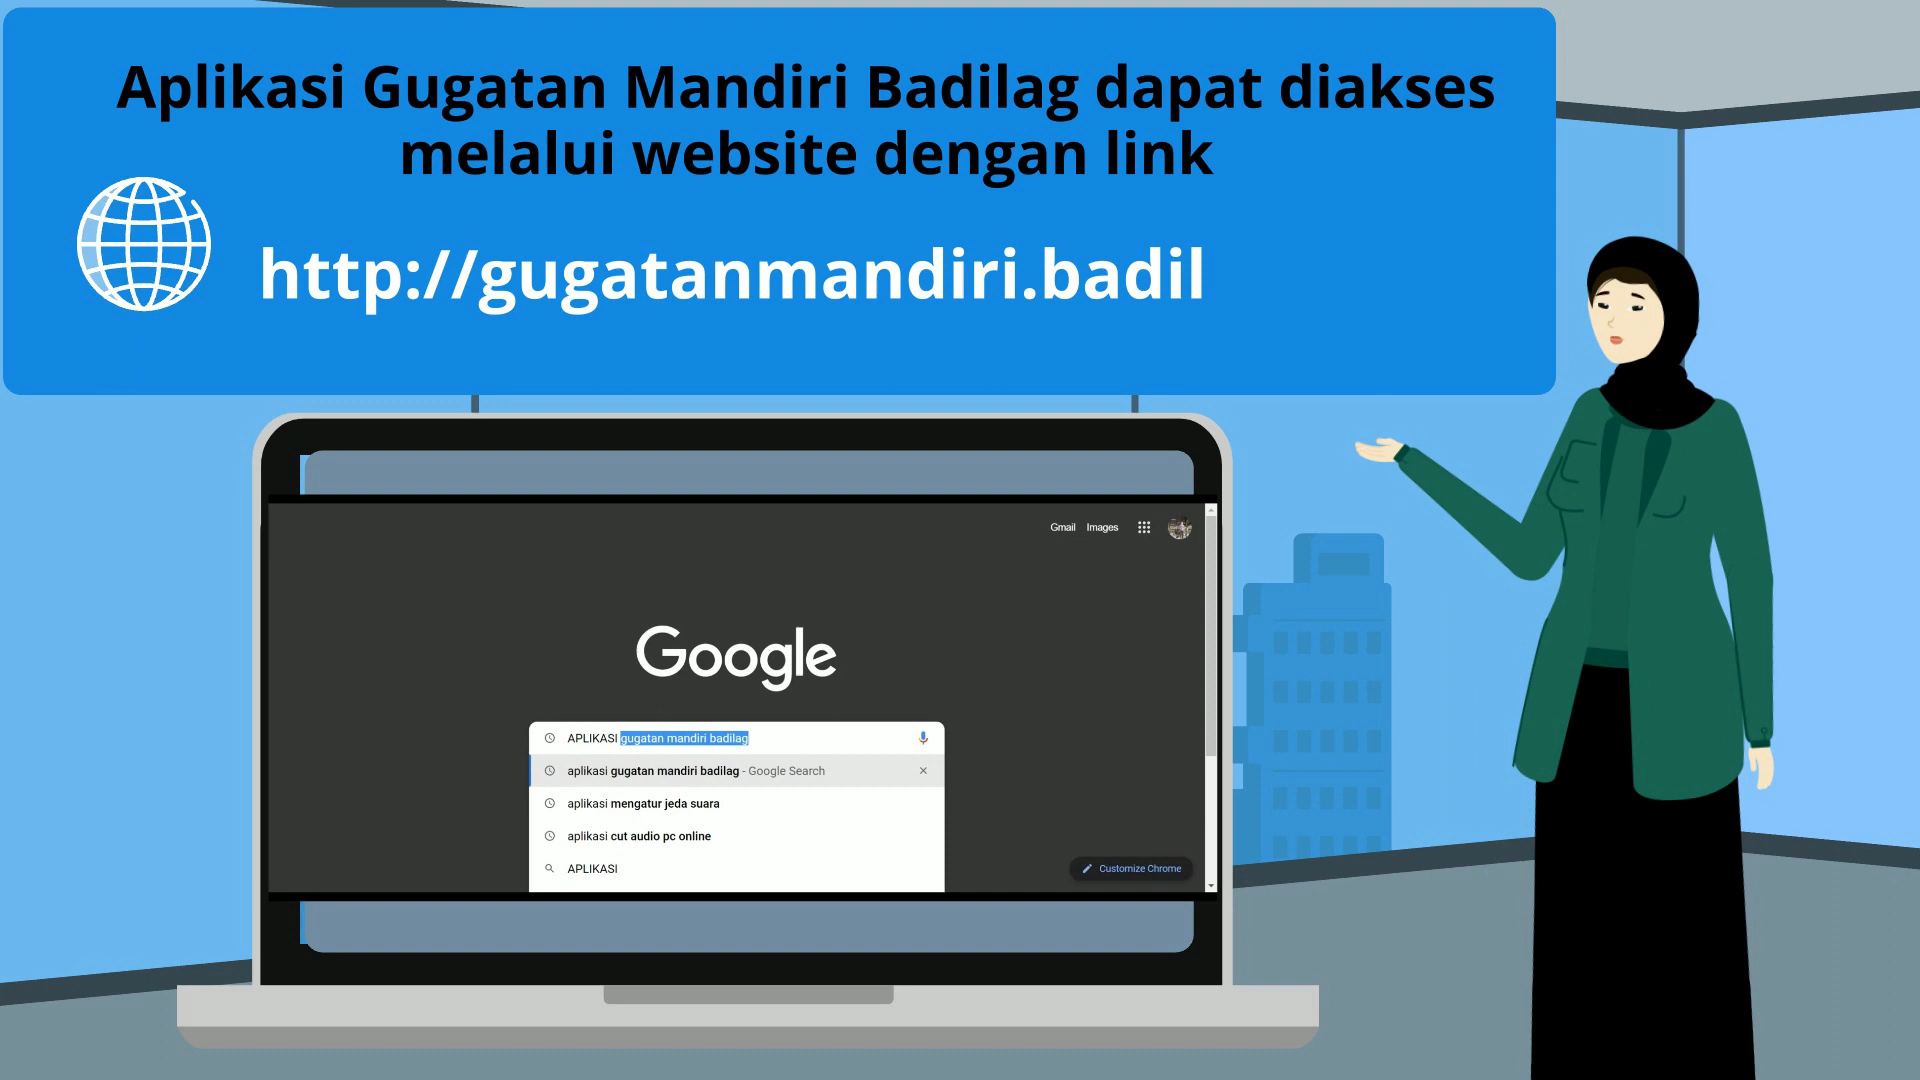 Aplikasi Gugatan Mandiri Badilag dapat diakses
melalui website dengan link
http://gugatanmandiri.badil
Gmail Images
Google
APLIKASI gugatan mandiri badilag
aplikasi gugatan mandiri badilag - Google Search
aplikasi mengatur jeda suara
aplikasi cut audio pc online
APLIKASI
Customize Chrome